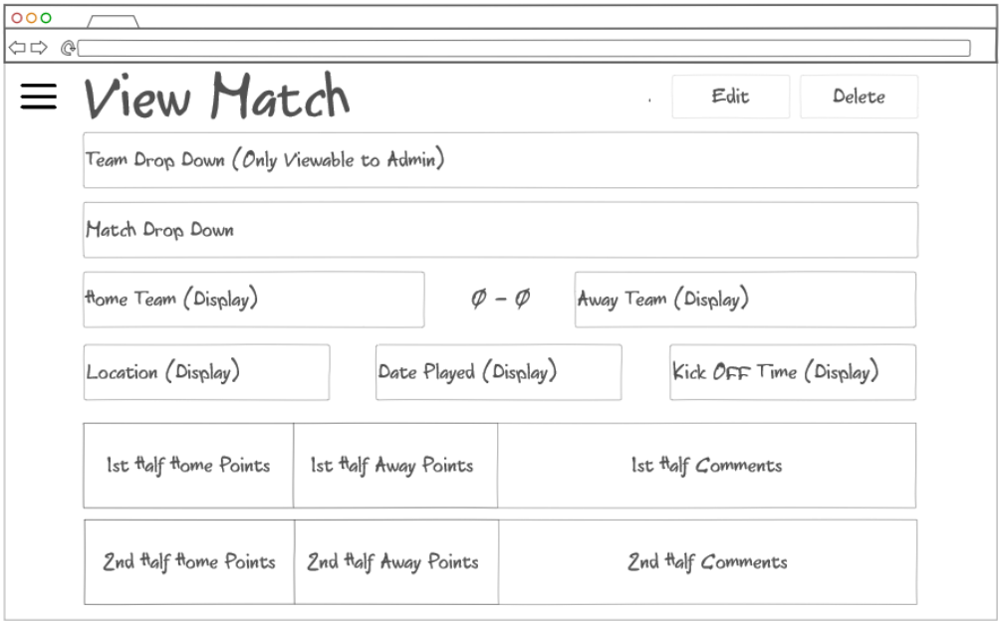 View Match
Edit
Delete
Team Drop Down (Only Viewable to Admin)
Match Drop Down
Home Team (Display)
0 - 0
Away Team (Display)
Location (Display)
Date Played (Display)
Kick Off Time (Display)
1st Half Home Points
1st Half Away Points
1st Half Comments
2nd Half Home Points
2nd Half Away Points
2nd Half Comments